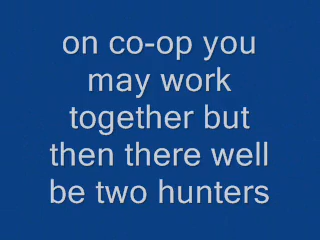 on co-op you
may work
together but
then there well
be two hunters